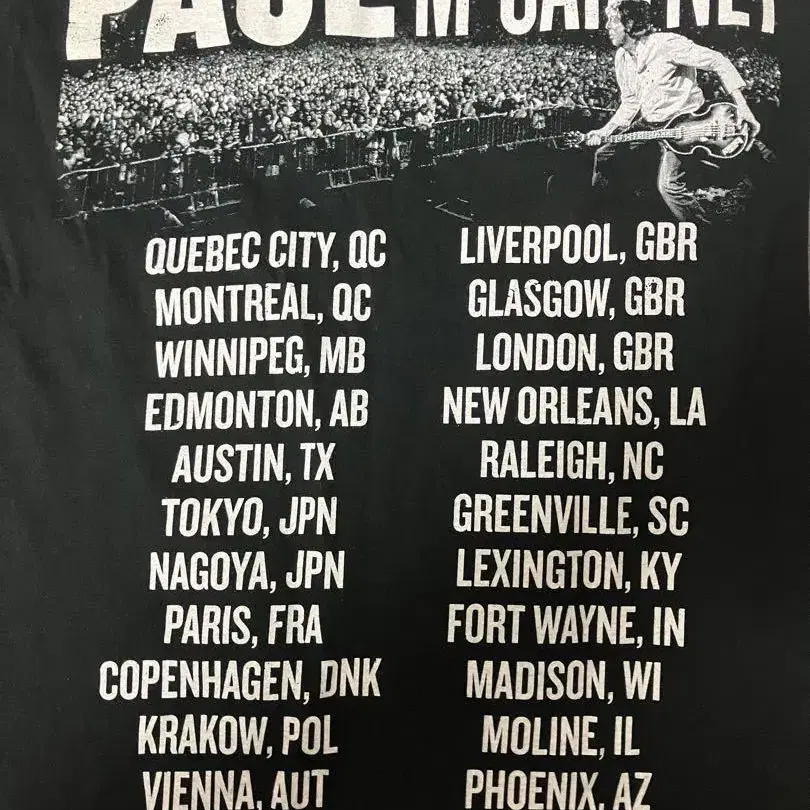 PAUL McCARTNEY
QUEBEC CITY, QC
MONTREAL, QC
WINNIPEG, MB
EDMONTON, AB
AUSTIN, TX
TOKYO, JPN
NAGOYA, JPN
PARIS, FRA
COPENHAGEN, DNK
KRAKOW, POL
VIENNA, AUT
LIVERPOOL, GBR
GLASGOW, GBR
LONDON, GBR
NEW ORLEANS, LA
RALEIGH, NC
GREENVILLE, SC
LEXINGTON, KY
FORT WAYNE, IN
MADISON, WI
MOLINE, IL
PHOENIX, AZ